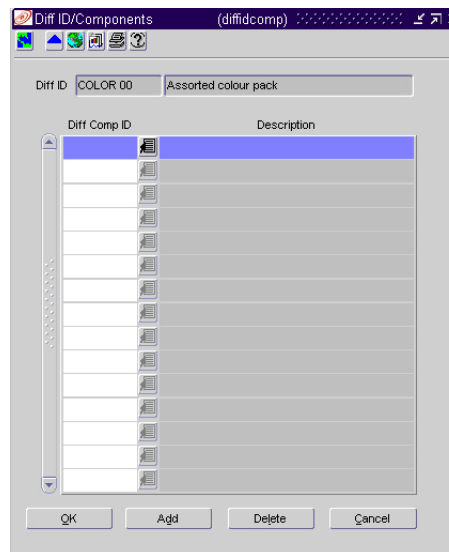 Diff ID/Components (diffidcomp)
Diff ID COLOR 00 Assorted colour pack
Diff Comp ID Description
OK Add Delete Cancel